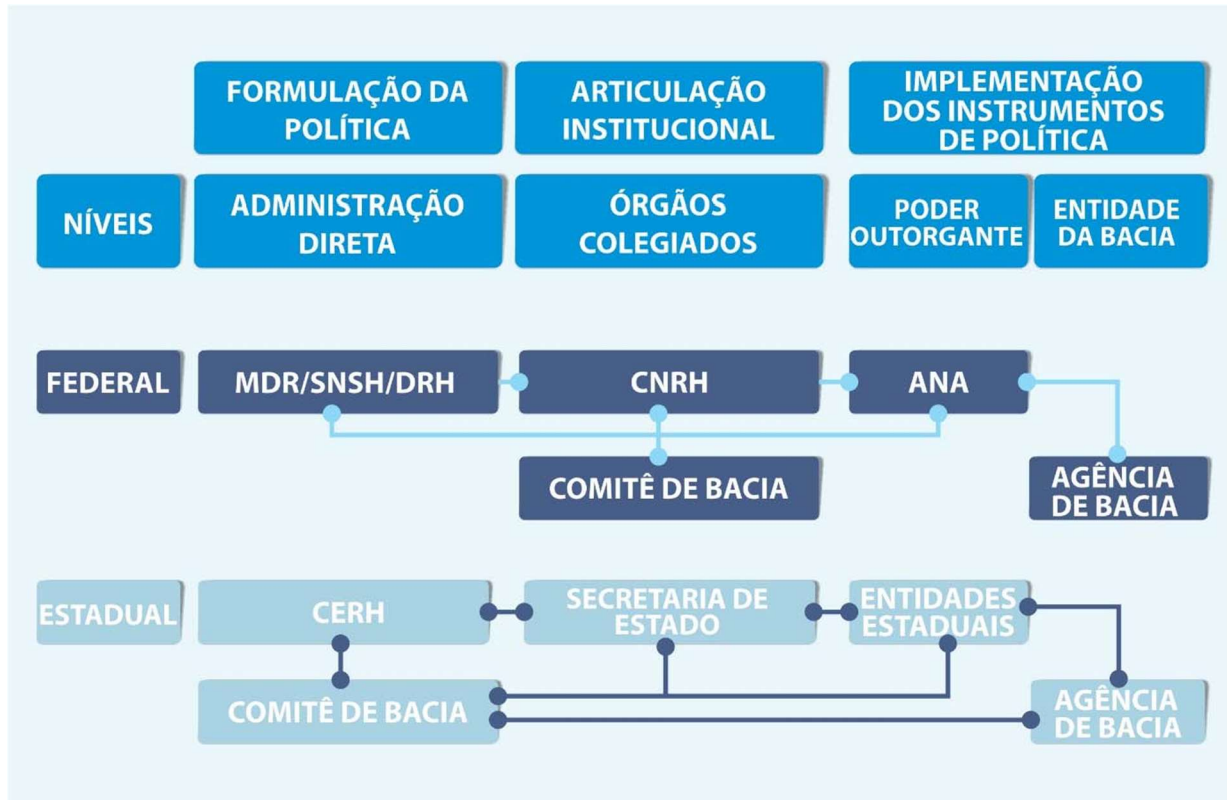 FORMULAÇÃO DA
POLÍTICA
ARTICULAÇÃO
INSTITUCIONAL
IMPLEMENTAÇÃO
DOS INSTRUMENTOS
DE POLÍTICA
NÍVEIS
ADMINISTRAÇÃO
DIRETA
ÓRGÃOS
COLEGIADOS
PODER
OUTORGANTE
ENTIDADE
DA BACIA
FEDERAL
MDR/SNSH/DRH
CNRH
ANA
COMITÊ DE BACIA
AGÊNCIA
DE BACIA
ESTADUAL
CERH
SECRETARIA DE
ESTADO
ENTIDADES
ESTADUAIS
COMITÊ DE BACIA
AGÊNCIA
DE BACIA